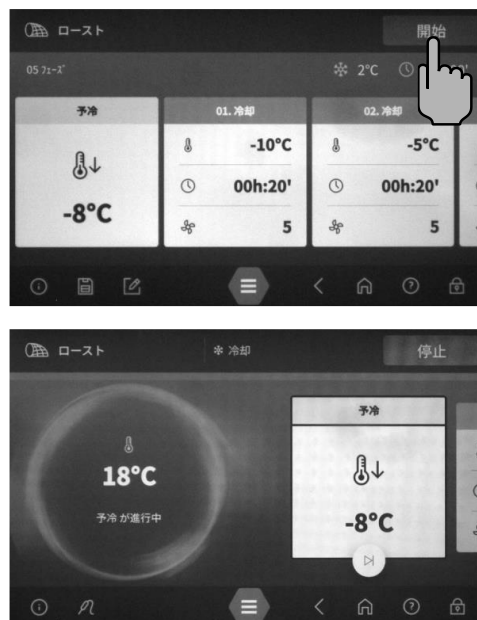 ロースト
開始
05 フェーズ
2°C
予冷
-8°C
01. 冷却
-10°C
00h:20'
5
02. 冷却
-5°C
00h:20'
5
ロースト
冷却
停止
18°C
予冷 が進行中
予冷
-8°C